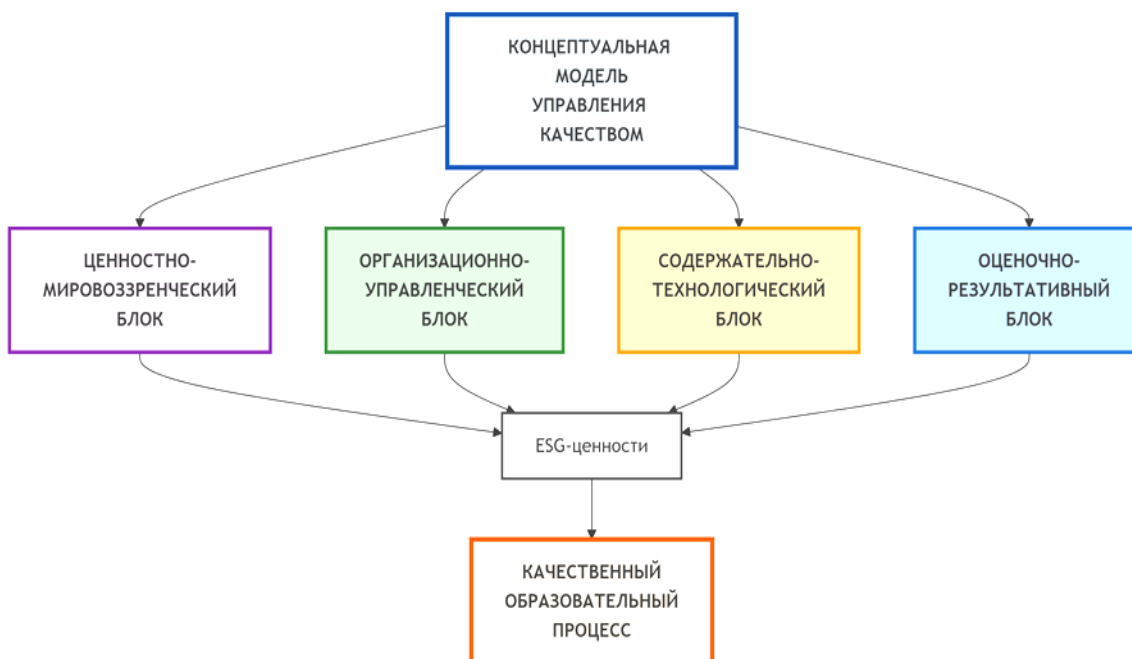 КОНЦЕПТУАЛЬНАЯ
МОДЕЛЬ
УПРАВЛЕНИЯ
КАЧЕСТВОМ
ЦЕННОСТНО-
МИРОВОЗЗРЕНЧЕСКИЙ
БЛОК
ОРГАНИЗАЦИОННО-
УПРАВЛЕНЧЕСКИЙ
БЛОК
СОДЕРЖАТЕЛЬНО-
ТЕХНОЛОГИЧЕСКИЙ
БЛОК
ОЦЕНОЧНО-
РЕЗУЛЬТАТИВНЫЙ
БЛОК
ESG-ценности
КАЧЕСТВЕННЫЙ
ОБРАЗОВАТЕЛЬНЫЙ
ПРОЦЕСС